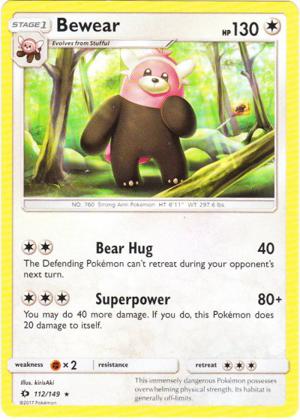 STAGE 1 Bewear HP 130
Evolves from Stufful
NO. 760 Strong Arm Pokémon HT 6'11" WT 297.6 lbs.
Bear Hug 40
The Defending Pokémon can't retreat during your opponent's
next turn.
Superpower 80+
You may do 40 more damage. If you do, this Pokémon does
20 damage to itself.
weakness ×2 resistance retreat
Illus. kirisAki
112/149 ★
©2017 Pokémon
This immensely dangerous Pokémon possesses
overwhelming physical strength. Its habitat is
generally off-limits.